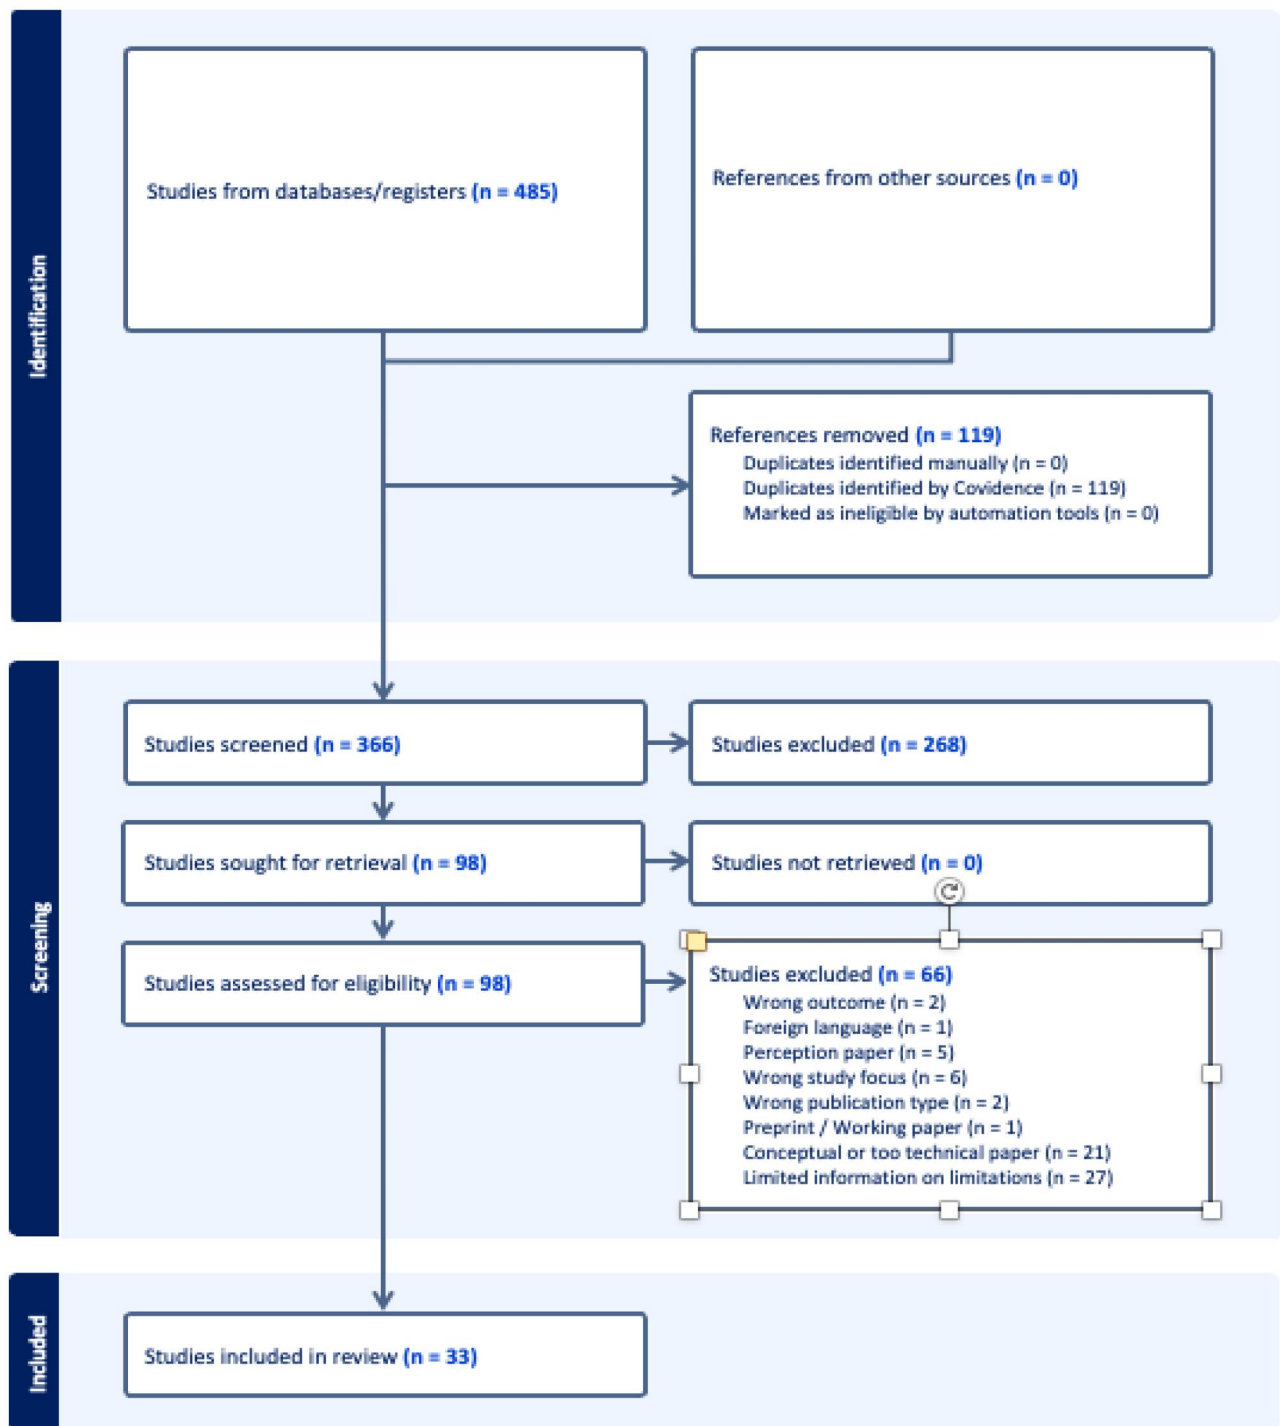 Identification
Studies from databases/registers (n = 485)
References from other sources (n = 0)
References removed (n = 119)
Duplicates identified manually (n = 0)
Duplicates identified by Covidence (n = 119)
Marked as ineligible by automation tools (n = 0)
Screening
Studies screened (n = 366)
Studies excluded (n = 268)
Studies sought for retrieval (n = 98)
Studies not retrieved (n = 0)
Studies assessed for eligibility (n = 98)
Studies excluded (n = 66)
Wrong outcome (n = 2)
Foreign language (n = 1)
Perception paper (n = 5)
Wrong study focus (n = 6)
Wrong publication type (n = 2)
Preprint / Working paper (n = 1)
Conceptual or too technical paper (n = 21)
Limited information on limitations (n = 27)
Included
Studies included in review (n = 33)